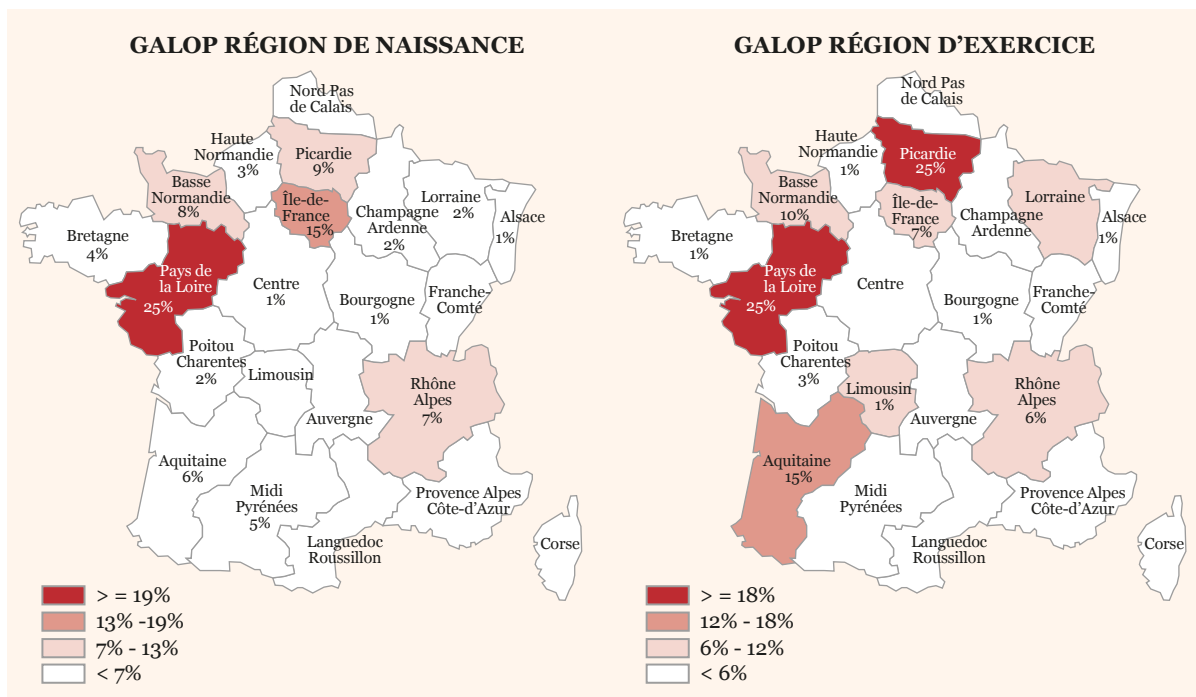 GALOP RÉGION DE NAISSANCE
Nord Pas
de Calais
Haute
Normandie
3%
Picardie
9%
Basse
Normandie
8%
Île-de-
France
15%
Lorraine
2%
Champagne
Ardenne
2%
Alsace
1%
Bretagne
4%
Pays de
la Loire
25%
Centre
1%
Bourgogne
1%
Franche-
Comté
Poitou
Charentes
2%
Limousin
Auvergne
Rhône
Alpes
7%
Aquitaine
6%
Midi
Pyrénées
5%
Provence Alpes
Côte-d'Azur
Languedoc
Roussillon
Corse
> = 19%
13% -19%
7% - 13%
< 7%
GALOP RÉGION D’EXERCICE
Nord Pas
de Calais
Haute
Normandie
1%
Picardie
25%
Basse
Normandie
10%
Île-de-
France
7%
Lorraine
Champagne
Ardenne
Alsace
1%
Bretagne
1%
Pays de
la Loire
25%
Centre
Bourgogne
1%
Franche-
Comté
Poitou
Charentes
3%
Limousin
1%
Auvergne
Rhône
Alpes
6%
Aquitaine
15%
Midi
Pyrénées
Provence Alpes
Côte-d'Azur
Languedoc
Roussillon
Corse
> = 18%
12% - 18%
6% - 12%
< 6%